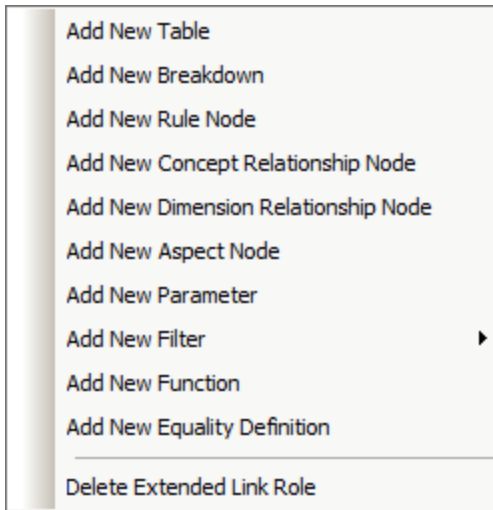 Add New Table
Add New Breakdown
Add New Rule Node
Add New Concept Relationship Node
Add New Dimension Relationship Node
Add New Aspect Node
Add New Parameter
Add New Filter
Add New Function
Add New Equality Definition
Delete Extended Link Role